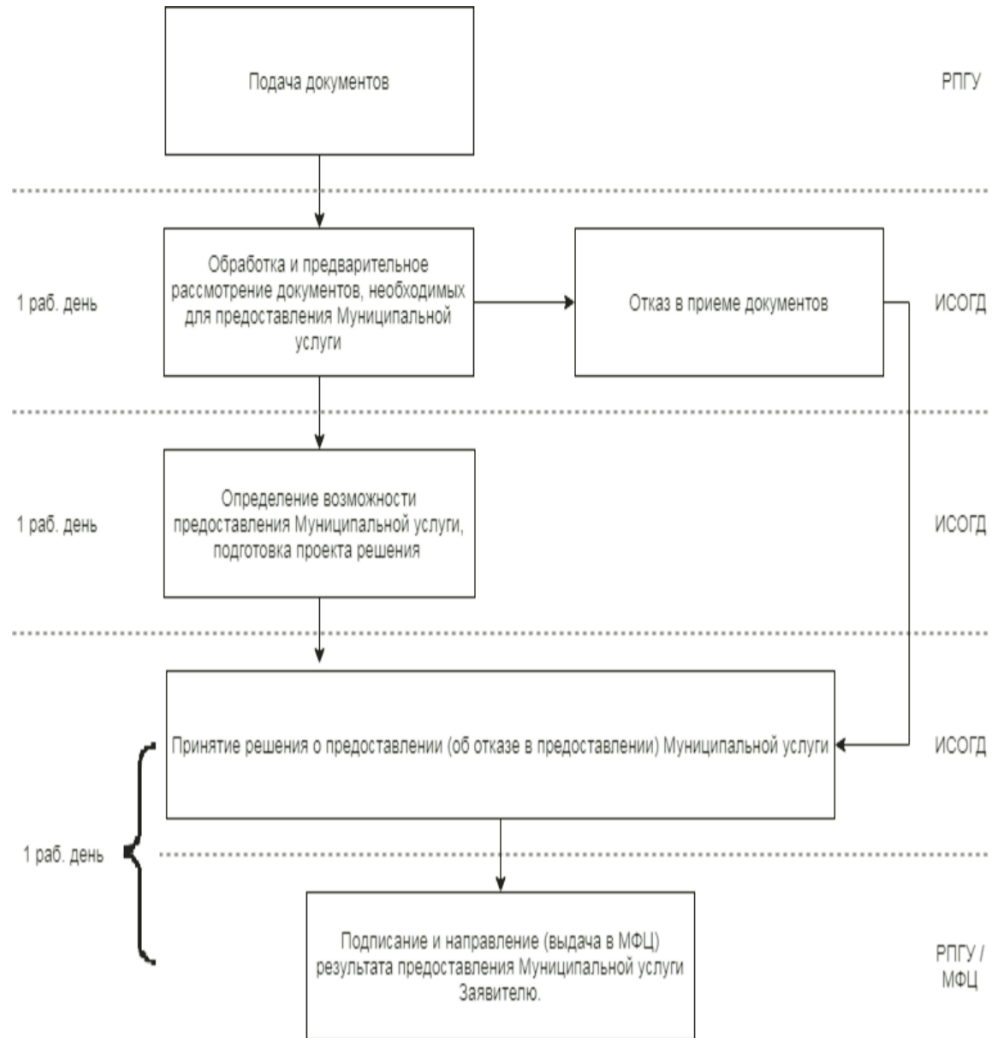 Подача документов
РПГУ
1 раб. день
Обработка и предварительное
рассмотрение документов, необходимых
для предоставления Муниципальной
услуги
Отказ в приеме документов
ИСОГД
1 раб. день
Определение возможности
предоставления Муниципальной услуги,
подготовка проекта решения
ИСОГД
Принятие решения о предоставлении (об отказе в предоставлении) Муниципальной услуги
ИСОГД
1 раб. день
Подписание и направление (выдача в МФЦ)
результата предоставления Муниципальной услуги
Заявителю.
РПГУ /
МФЦ